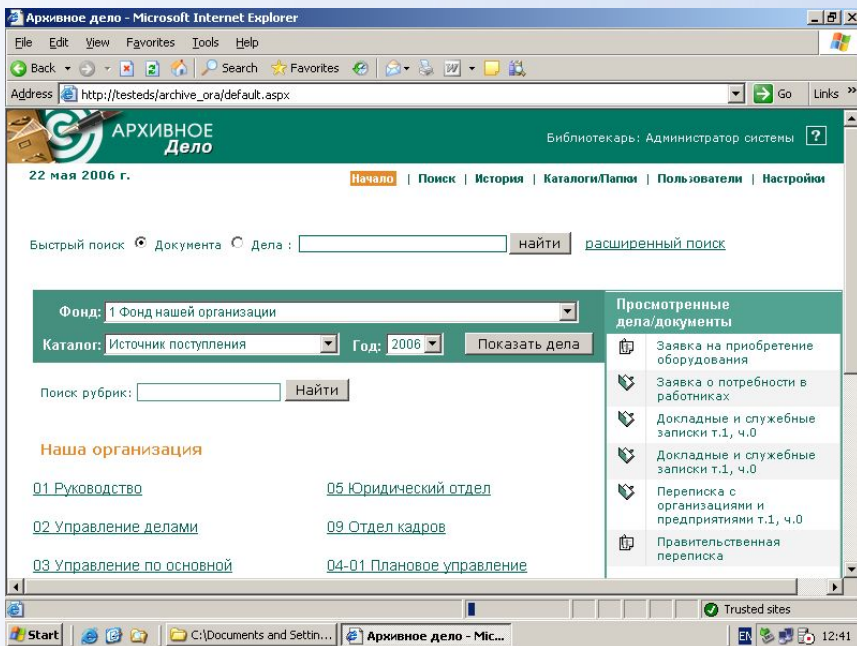 Архивное дело - Microsoft Internet Explorer
File Edit View Favorites Tools Help
Back Search Favorites
Address http://testeds/archive_ora/default.aspx Go Links »
АРХИВНОЕ
Дело
Библиотекарь: Администратор системы ?
22 мая 2006 г.
Начало | Поиск | История | Каталоги/Папки | Пользователи | Настройки
Быстрый поиск Документа Дела : найти расширенный поиск
Фонд: 1 Фонд нашей организации
Каталог: Источник поступления Год: 2006 Показать дела
Поиск рубрик: Найти
Наша организация
01 Руководство 05 Юридический отдел
02 Управление делами 09 Отдел кадров
03 Управление по основной 04-01 Плановое управление
Просмотренные
дела/документы
Заявка на приобретение
оборудования
Заявка о потребности в
работниках
Докладные и служебные
записки т.1, ч.0
Докладные и служебные
записки т.1, ч.0
Переписка с
организациями и
предприятиями т.1, ч.0
Правительственная
переписка
Trusted sites
Start C:\Documents and Settin... Архивное дело - Mic... EN 12:41